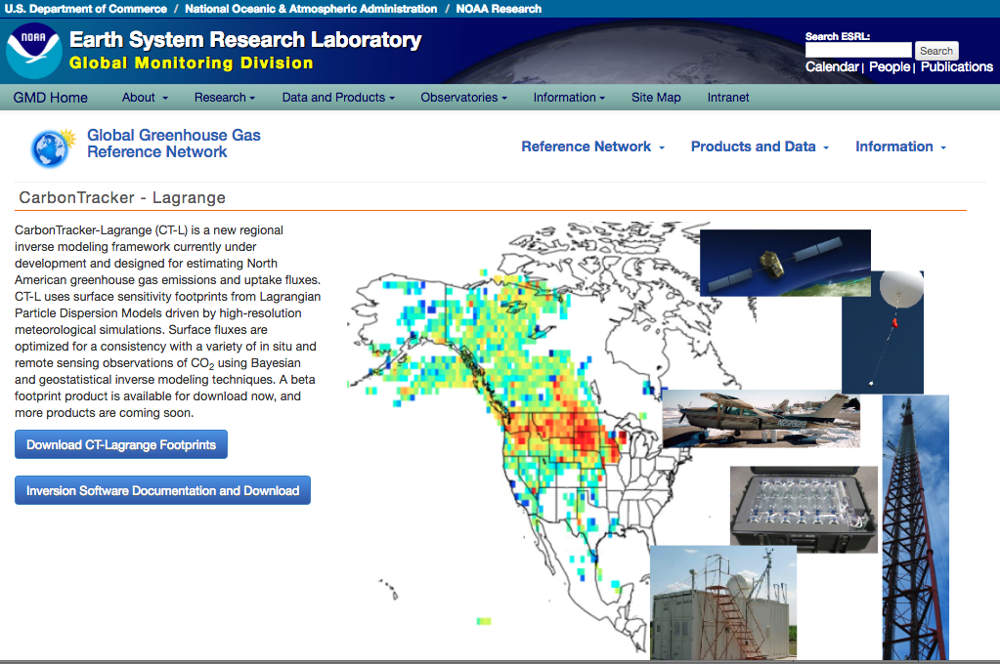 U.S. Department of Commerce / National Oceanic & Atmospheric Administration / NOAA Research
NOAA
Earth System Research Laboratory
Global Monitoring Division
Search ESRL:
Search
Calendar | People | Publications
GMD Home About Research Data and Products Observatories Information Site Map Intranet
Global Greenhouse Gas
Reference Network
Reference Network Products and Data Information
CarbonTracker - Lagrange
CarbonTracker-Lagrange (CT-L) is a new regional
inverse modeling framework currently under
development and designed for estimating North
American greenhouse gas emissions and uptake fluxes.
CT-L uses surface sensitivity footprints from Lagrangian
Particle Dispersion Models driven by high-resolution
meteorological simulations. Surface fluxes are
optimized for a consistency with a variety of in situ and
remote sensing observations of CO₂ using Bayesian
and geostatistical inverse modeling techniques. A beta
footprint product is available for download now, and
more products are coming soon.
Download CT-Lagrange Footprints
Inversion Software Documentation and Download